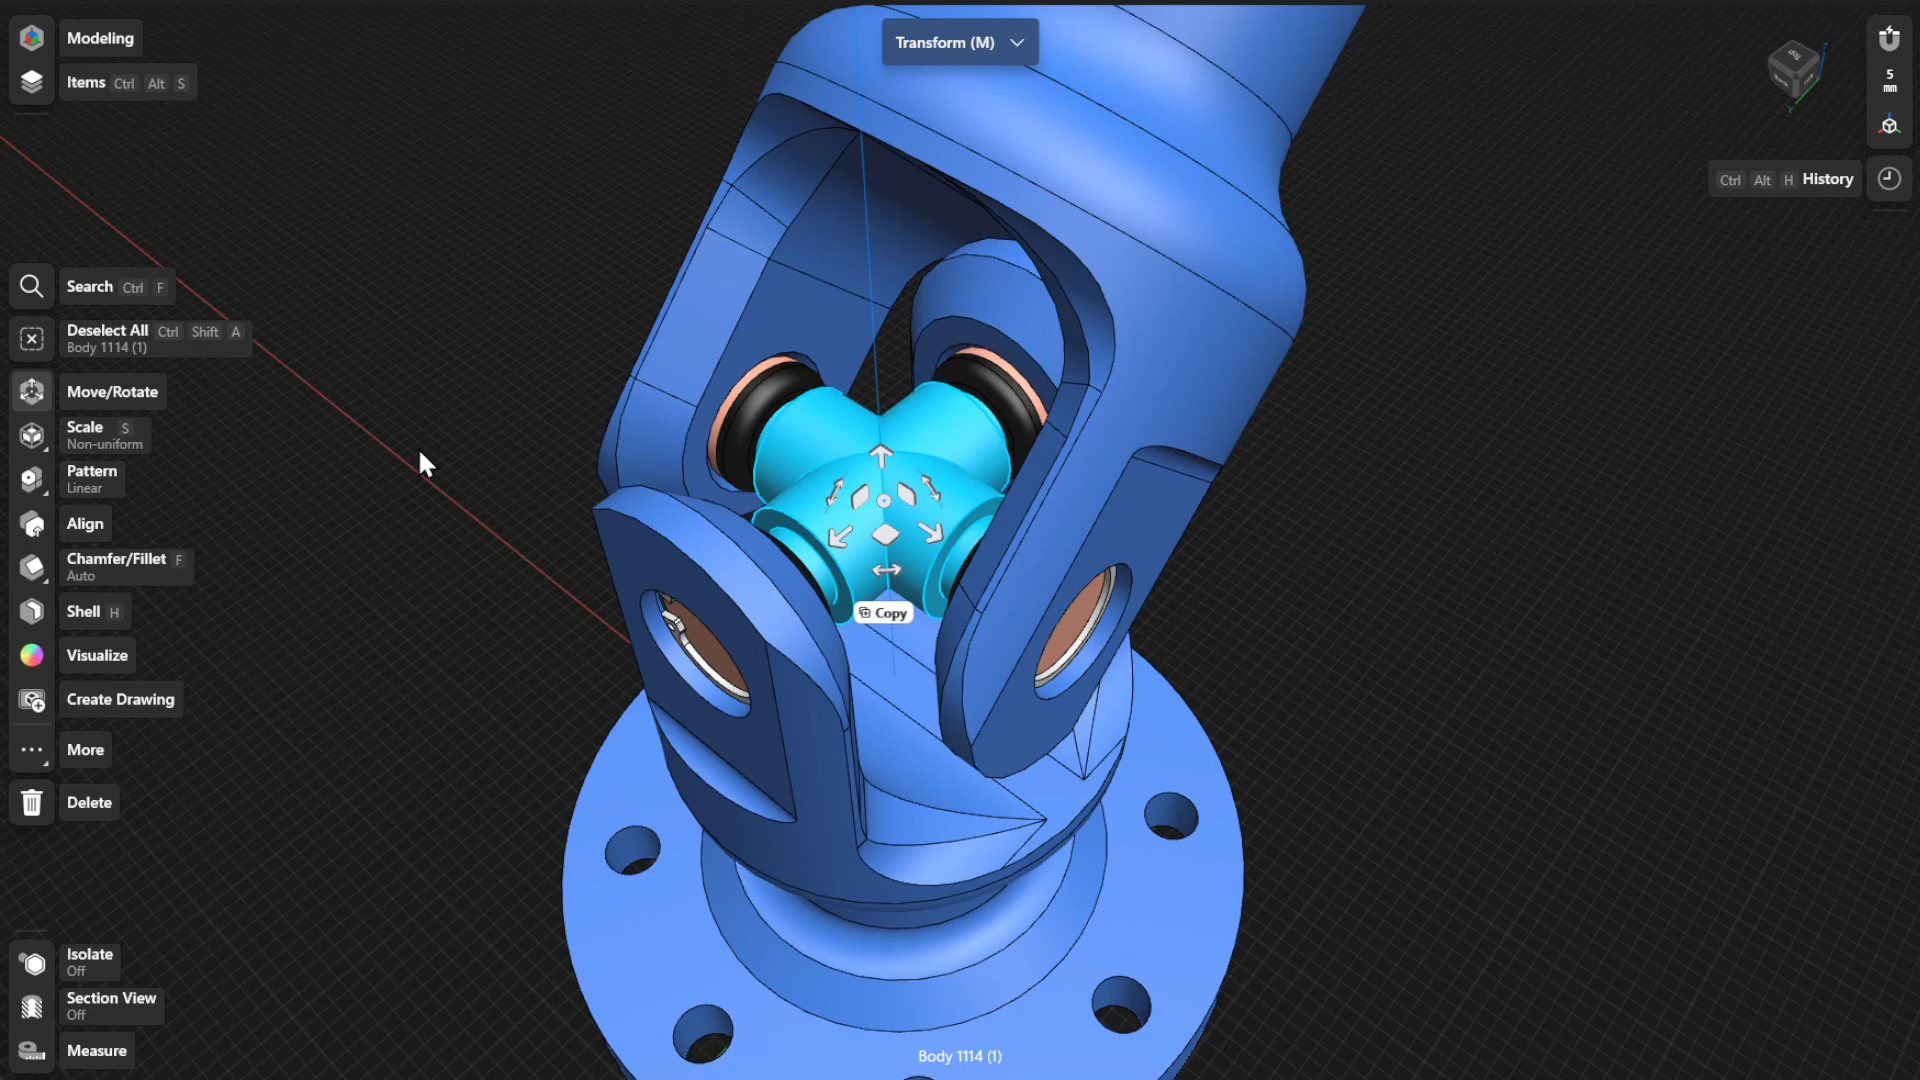 Modeling
Items Ctrl Alt S
Transform (M)
5
mm
Ctrl Alt H History
Search Ctrl F
Deselect All Ctrl Shift A
Body 1114 (1)
Move/Rotate
Scale S
Non-uniform
Pattern
Linear
Align
Chamfer/Fillet F
Auto
Shell H
Visualize
Create Drawing
More
Delete
Copy
Isolate
Off
Section View
Off
Measure
Body 1114 (1)